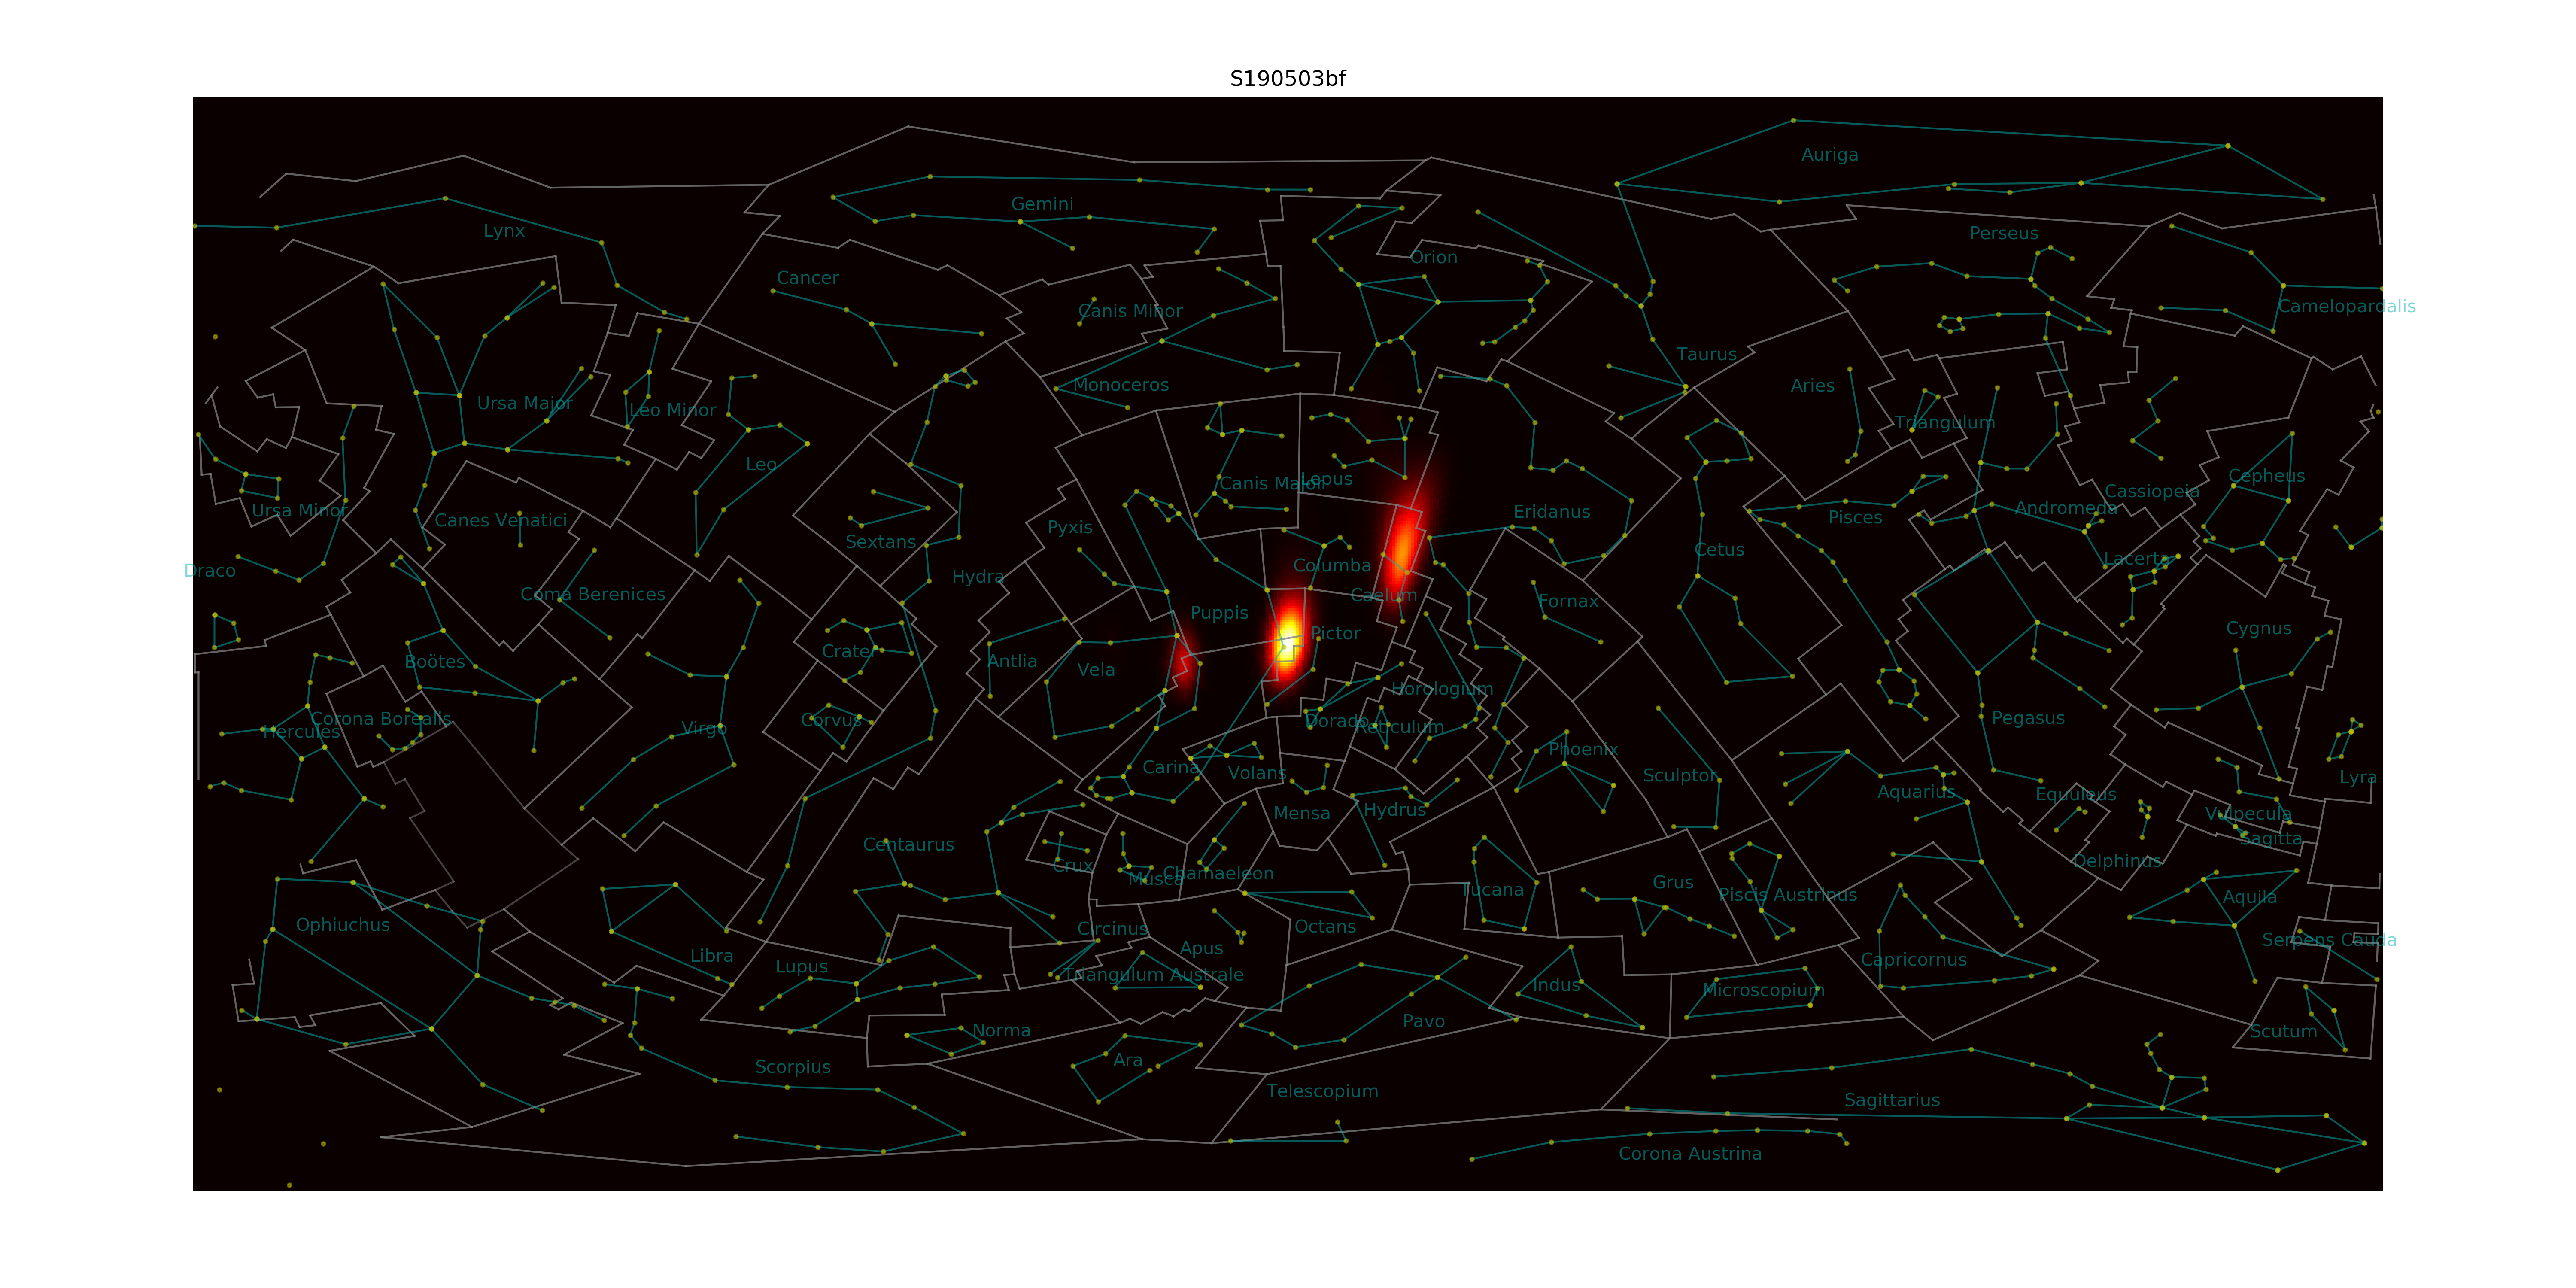 S190503bf
Auriga
Gemini
Lynx
Perseus
Orion
Cancer
Camelopardalis
Canis Minor
Taurus
Monoceros
Aries
Ursa Major
Leo Minor
Triangulum
Leo
Cepheus
Lepus
Canis Major
Cassiopeia
Ursa Minor
Andromeda
Eridanus
Pisces
Canes Venatici
Pyxis
Sextans
Cetus
Lacerta
Columba
Draco
Hydra
Coma Berenices
Caelum
Fornax
Puppis
Cygnus
Pictor
Crater
Boötes
Antlia
Vela
Horologium
Pegasus
Corona Borealis
Corvus
Dorado
Reticulum
Virgo
Hercules
Phoenix
Carina
Volans
Sculptor
Lyra
Aquarius
Equuleus
Hydrus
Mensa
Vulpecula
Sagitta
Centaurus
Delphinus
Crux
Chamaeleon
Musca
Grus
Tucana
Piscis Austrinus
Aquila
Ophiuchus
Octans
Circinus
Serpens Cauda
Apus
Libra
Capricornus
Lupus
Triangulum Australe
Indus
Microscopium
Pavo
Norma
Scutum
Ara
Scorpius
Telescopium
Sagittarius
Corona Austrina